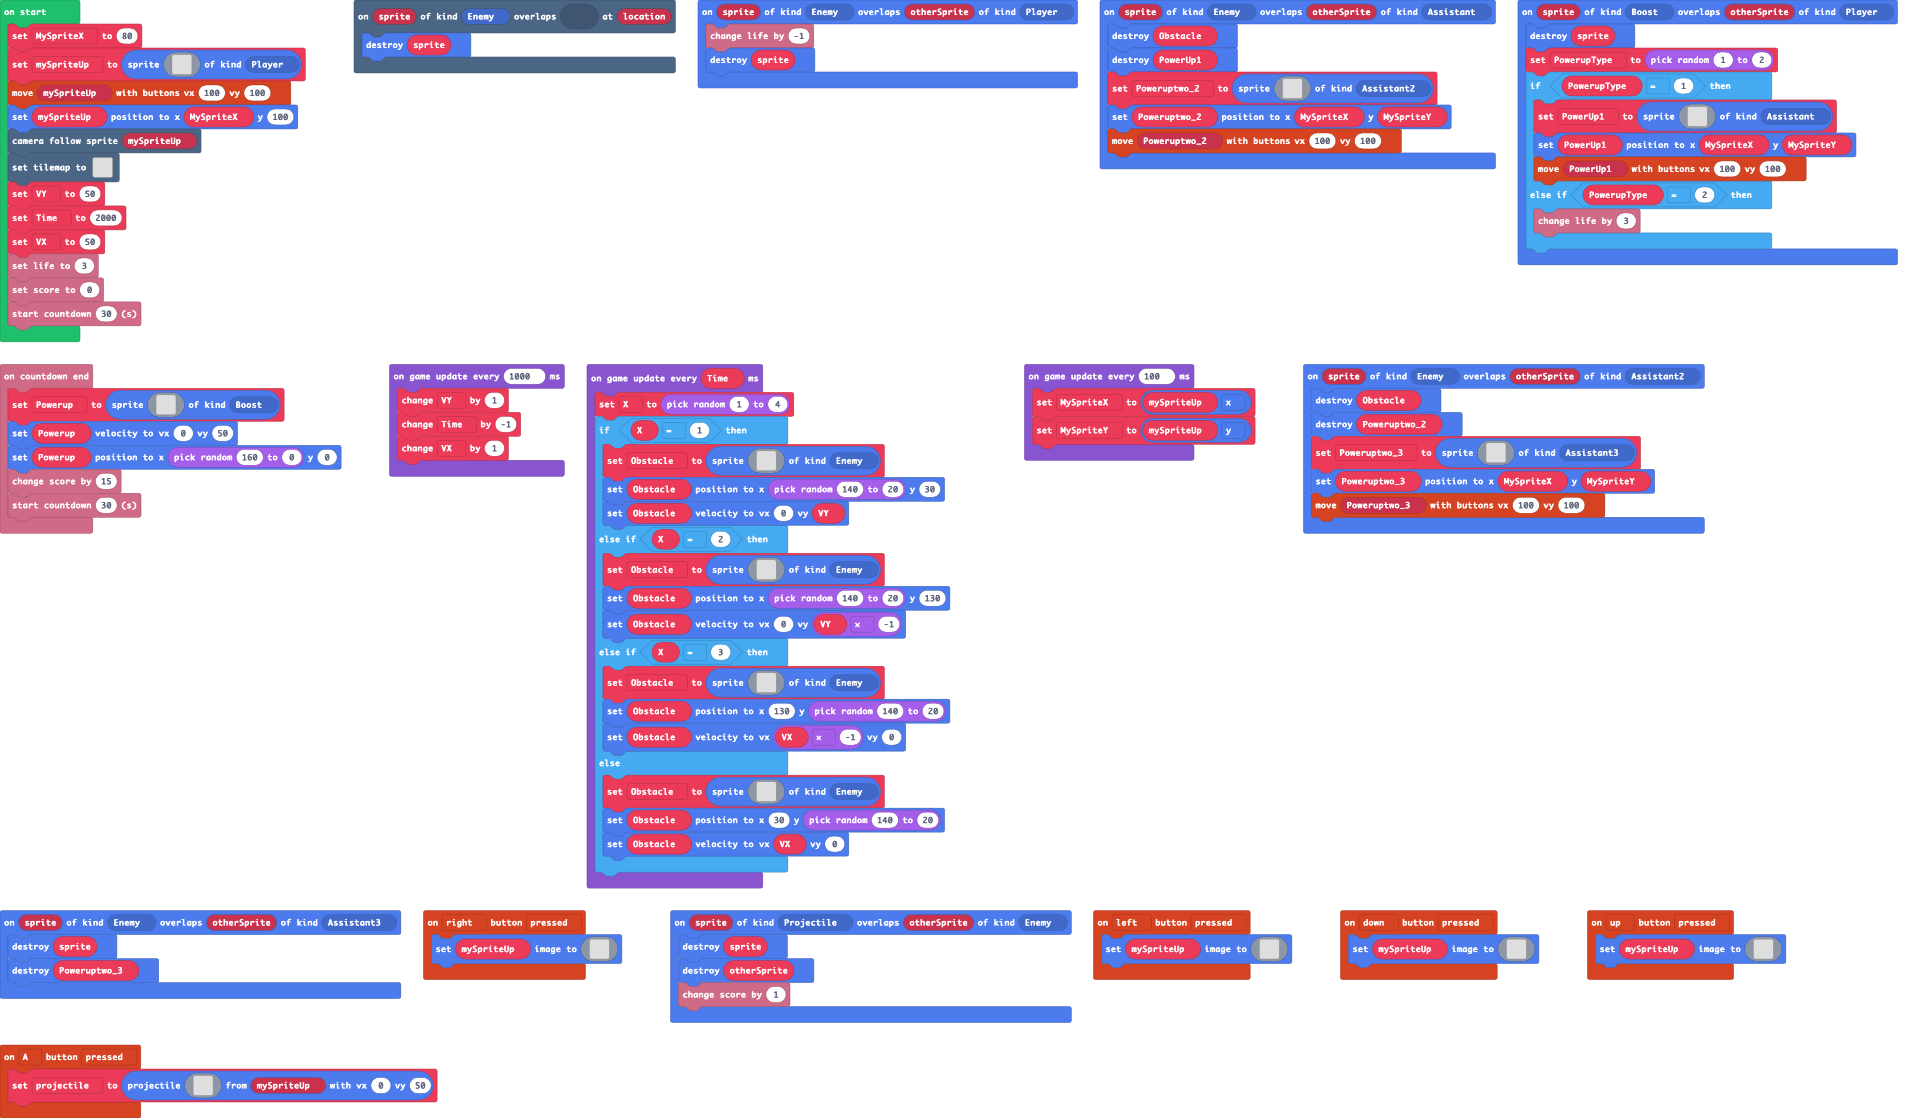 on start
set MySpriteX to 80
set mySpriteUp to sprite of kind Player
move mySpriteUp with buttons vx 100 vy 100
set mySpriteUp position to x MySpriteX y 100
camera follow sprite mySpriteUp
set tilemap to
set VY to 50
set Time to 2000
set VX to 50
set life to 3
set score to 0
start countdown 30 (s)
on sprite of kind Enemy overlaps at location
destroy sprite
on sprite of kind Enemy overlaps otherSprite of kind Player
change life by -1
destroy sprite
on sprite of kind Enemy overlaps otherSprite of kind Assistant
destroy Obstacle
destroy PowerUp1
set Poweruptwo_2 to sprite of kind Assistant2
set Poweruptwo_2 position to x MySpriteX y MySpriteY
move Poweruptwo_2 with buttons vx 100 vy 100
on sprite of kind Boost overlaps otherSprite of kind Player
destroy sprite
set PowerupType to pick random 1 to 2
if PowerupType = 1 then
set PowerUp1 to sprite of kind Assistant
set PowerUp1 position to x MySpriteX y MySpriteY
move PowerUp1 with buttons vx 100 vy 100
else if PowerupType = 2 then
change life by 3
on countdown end
set Powerup to sprite of kind Boost
set Powerup velocity to vx 0 vy 50
set Powerup position to x pick random 160 to 0 y 0
change score by 15
start countdown 30 (s)
on game update every 1000 ms
change VY by 1
change Time by -1
change VX by 1
on game update every Time ms
set X to pick random 1 to 4
if X = 1 then
set Obstacle to sprite of kind Enemy
set Obstacle position to x pick random 140 to 20 y 30
set Obstacle velocity to vx 0 vy VY
else if X = 2 then
set Obstacle to sprite of kind Enemy
set Obstacle position to x pick random 140 to 20 y 130
set Obstacle velocity to vx 0 vy VY × -1
else if X = 3 then
set Obstacle to sprite of kind Enemy
set Obstacle position to x 130 y pick random 140 to 20
set Obstacle velocity to vx VX × -1 vy 0
else
set Obstacle to sprite of kind Enemy
set Obstacle position to x 30 y pick random 140 to 20
set Obstacle velocity to vx VX vy 0
on game update every 100 ms
set MySpriteX to mySpriteUp x
set MySpriteY to mySpriteUp y
on sprite of kind Enemy overlaps otherSprite of kind Assistant2
destroy Obstacle
destroy Poweruptwo_2
set Poweruptwo_3 to sprite of kind Assistant3
set Poweruptwo_3 position to x MySpriteX y MySpriteY
move Poweruptwo_3 with buttons vx 100 vy 100
on sprite of kind Enemy overlaps otherSprite of kind Assistant3
destroy sprite
destroy Poweruptwo_3
on right button pressed
set mySpriteUp image to
on sprite of kind Projectile overlaps otherSprite of kind Enemy
destroy sprite
destroy otherSprite
change score by 1
on left button pressed
set mySpriteUp image to
on down button pressed
set mySpriteUp image to
on up button pressed
set mySpriteUp image to
on A button pressed
set projectile to projectile from mySpriteUp with vx 0 vy 50